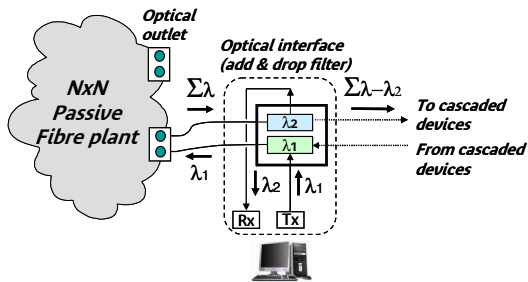 Optical
outlet
NxN
Passive
Fibre plant
Optical interface
(add & drop filter)
Σλ
Σλ–λ2
λ2
λ1
To cascaded
devices
From cascaded
devices
λ1
λ2
λ1
Rx
Tx